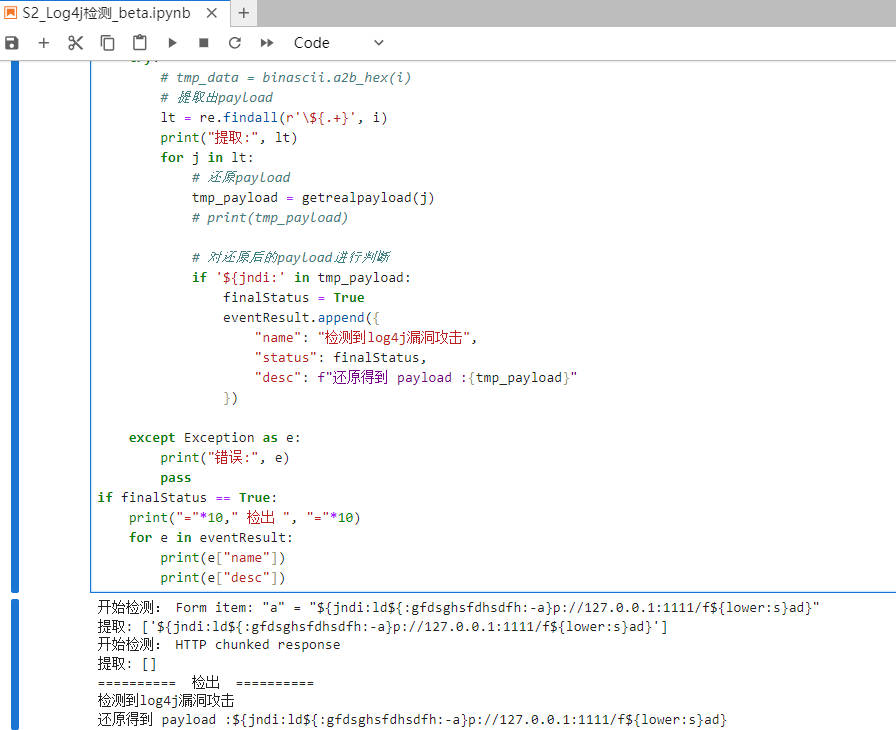 S2_Log4j检测_beta.ipynb
Code
try:
# tmp_data = binascii.a2b_hex(i)
# 提取出payload
lt = re.findall(r'\${.+}', i)
print("提取:", lt)
for j in lt:
# 还原payload
tmp_payload = getrealpayload(j)
# print(tmp_payload)
# 对还原后的payload进行判断
if '${jndi:' in tmp_payload:
finalStatus = True
eventResult.append({
"name": "检测到log4j漏洞攻击",
"status": finalStatus,
"desc": f"还原得到 payload :{tmp_payload}"
})
except Exception as e:
print("错误:", e)
pass
if finalStatus == True:
print("="*10," 检出 ", "="*10)
for e in eventResult:
print(e["name"])
print(e["desc"])
开始检测: Form item: "a" = "${jndi:ld${:gfdsghsfdhsdfh:-a}p://127.0.0.1:1111/f${lower:s}ad}"
提取: ['${jndi:ld${:gfdsghsfdhsdfh:-a}p://127.0.0.1:1111/f${lower:s}ad}']
开始检测: HTTP chunked response
提取: []
========== 检出 ==========
检测到log4j漏洞攻击
还原得到 payload :${jndi:ld${:gfdsghsfdhsdfh:-a}p://127.0.0.1:1111/f${lower:s}ad}